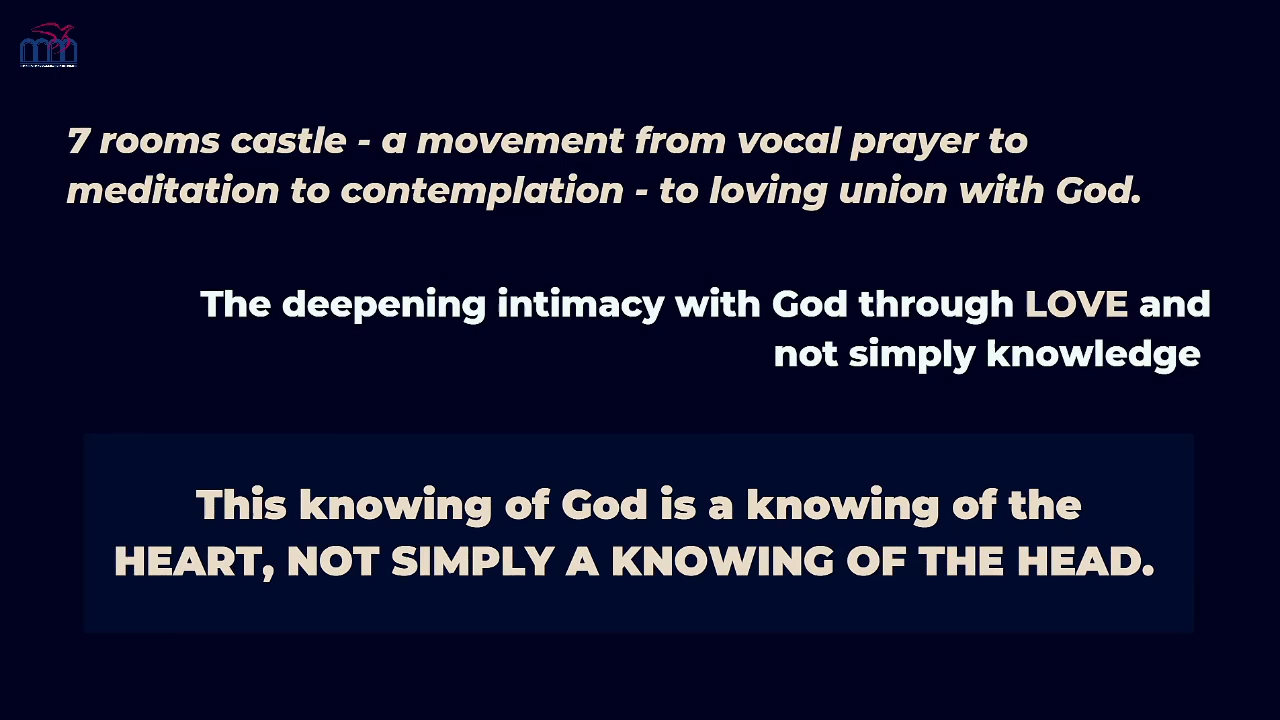 7 rooms castle - a movement from vocal prayer to
meditation to contemplation - to loving union with God.
The deepening intimacy with God through LOVE and
not simply knowledge
This knowing of God is a knowing of the
HEART, NOT SIMPLY A KNOWING OF THE HEAD.